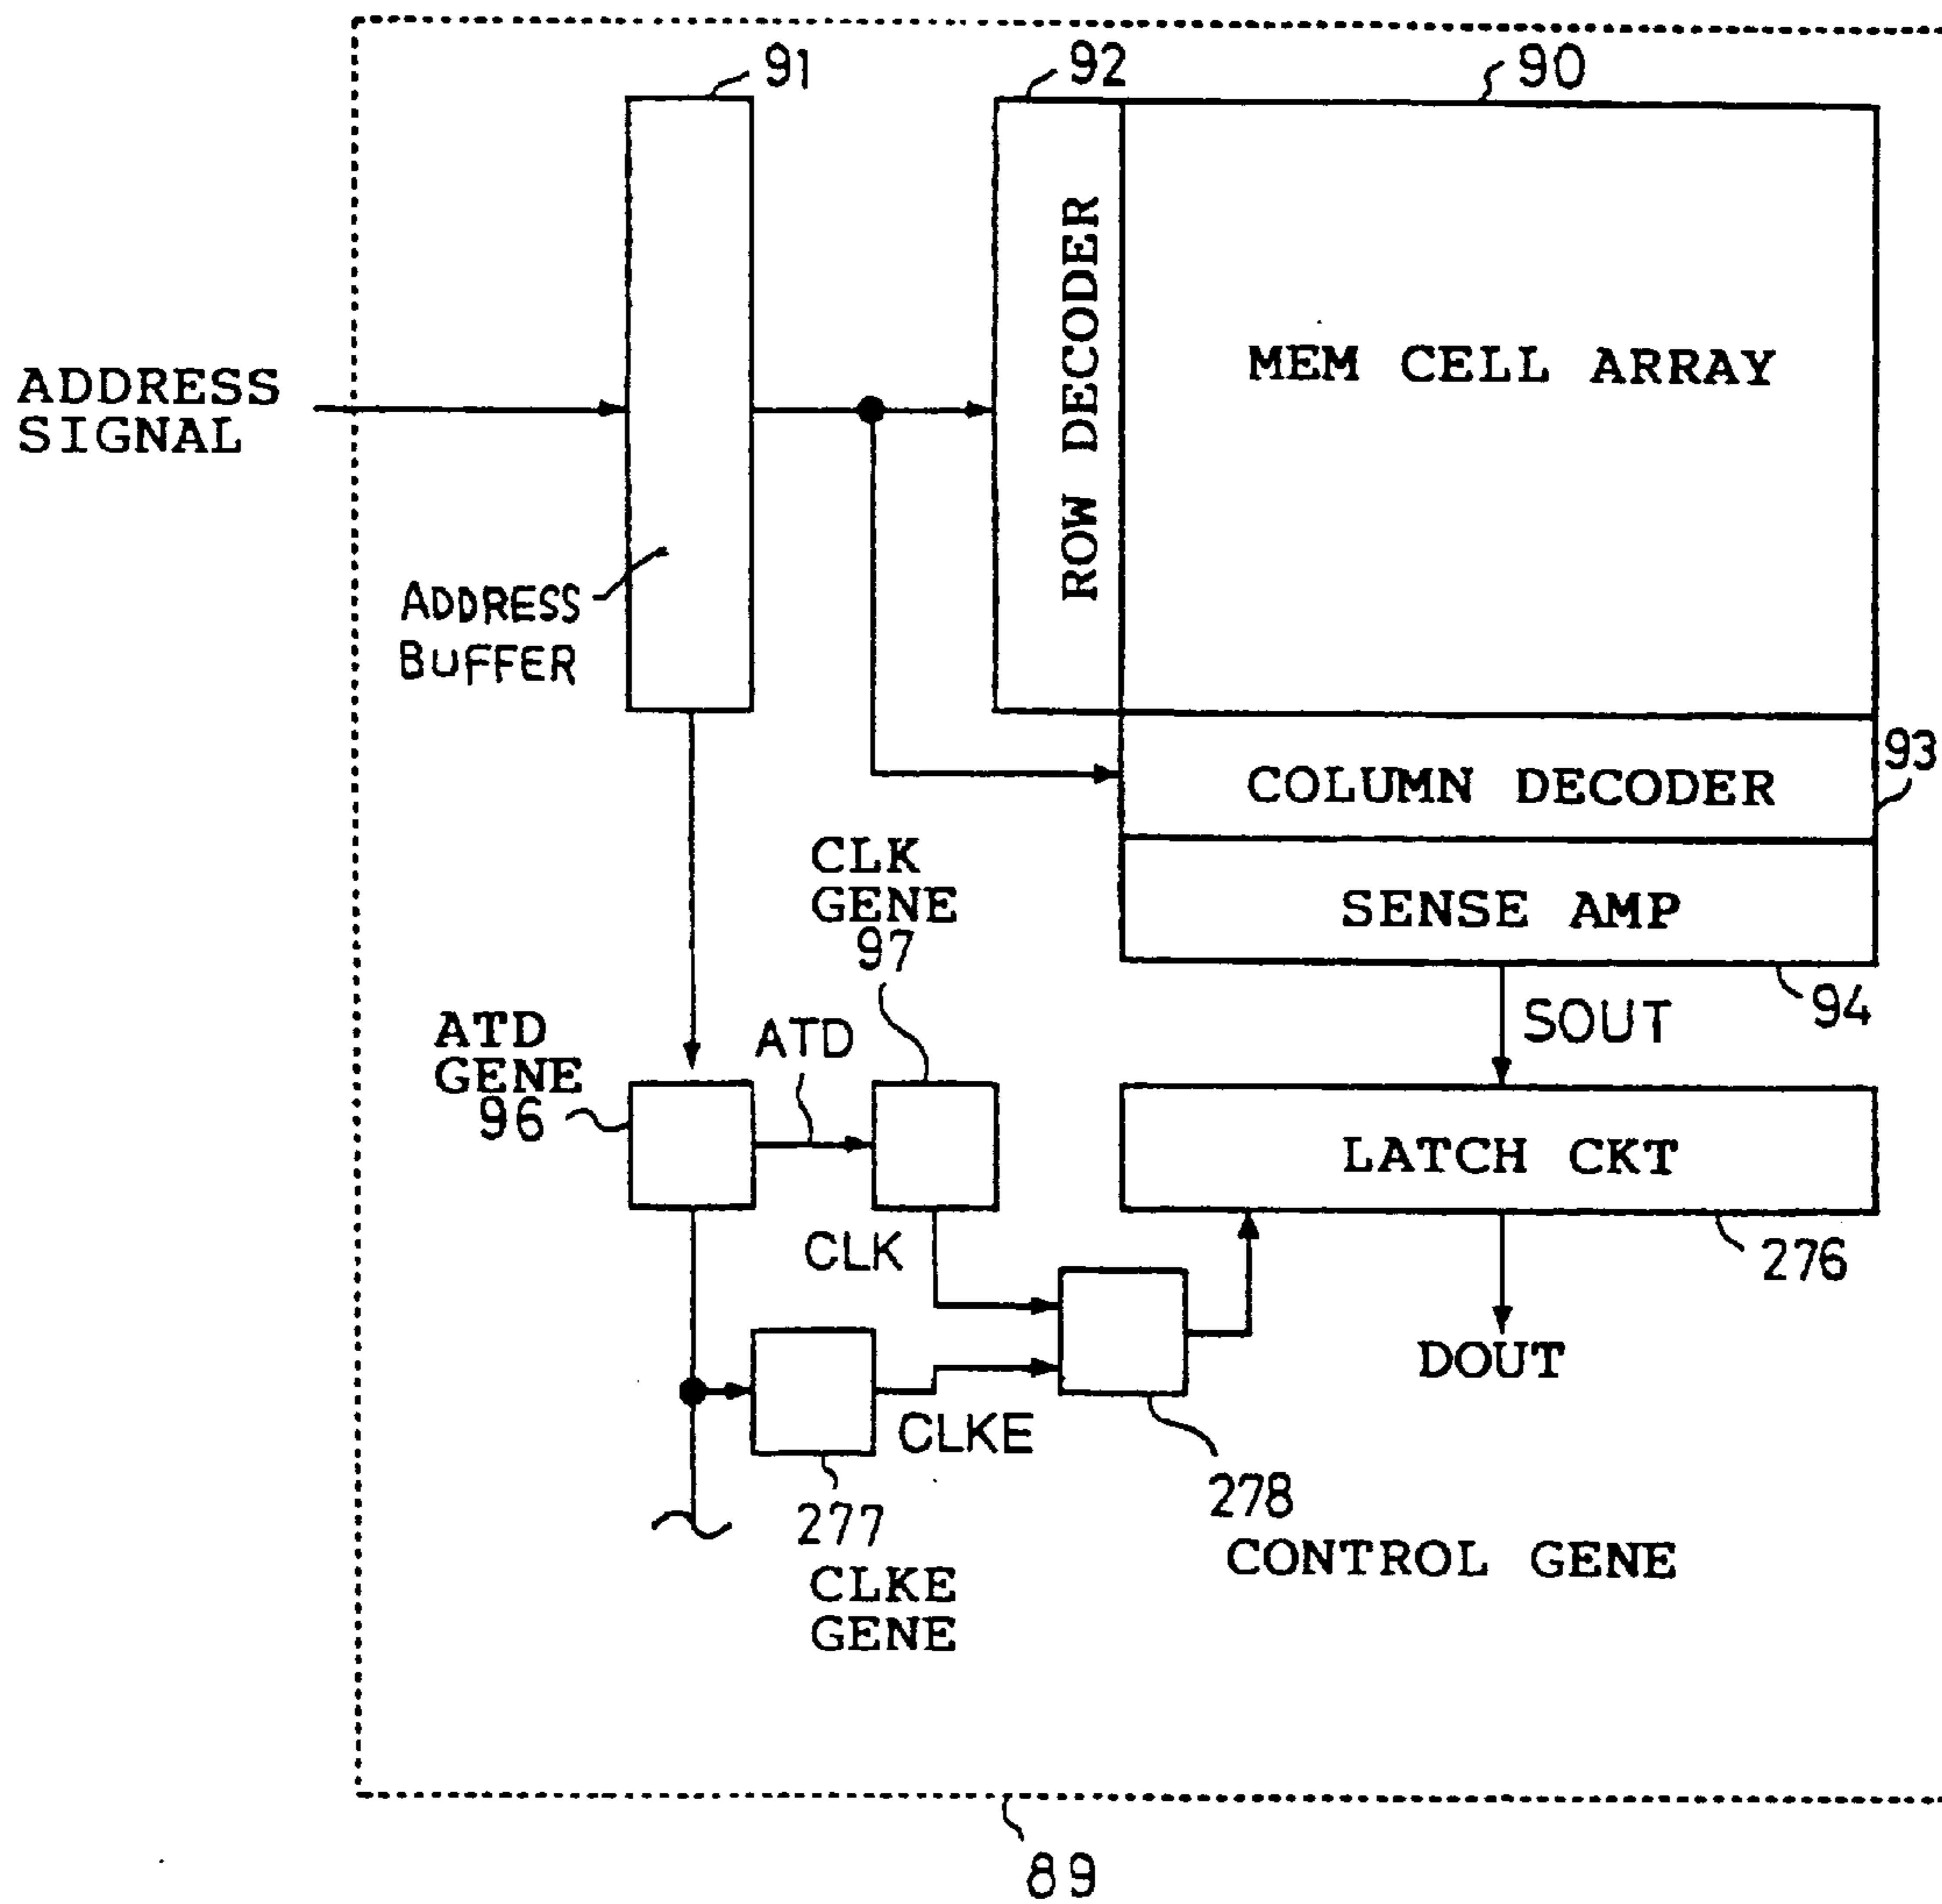 91
92
90
ROW DECODER
MEM CELL ARRAY
ADDRESS
SIGNAL
ADDRESS
BUFFER
93
COLUMN DECODER
CLK
GENE
97
SENSE AMP
94
SOUT
ATD
GENE
96
ATD
LATCH CKT
276
CLK
DOUT
CLKE
277
CLKE
GENE
278
CONTROL GENE
89